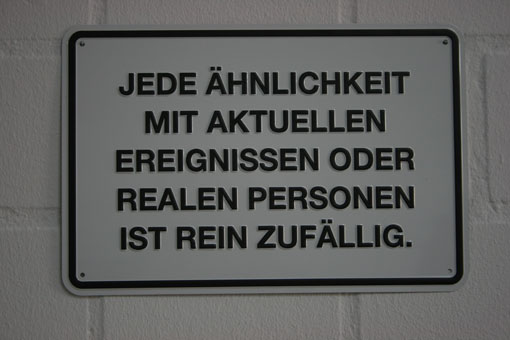 JEDE ÄHNLICHKEIT
MIT AKTUELLEN
EREIGNISSEN ODER
REALEN PERSONEN
IST REIN ZUFÄLLIG.